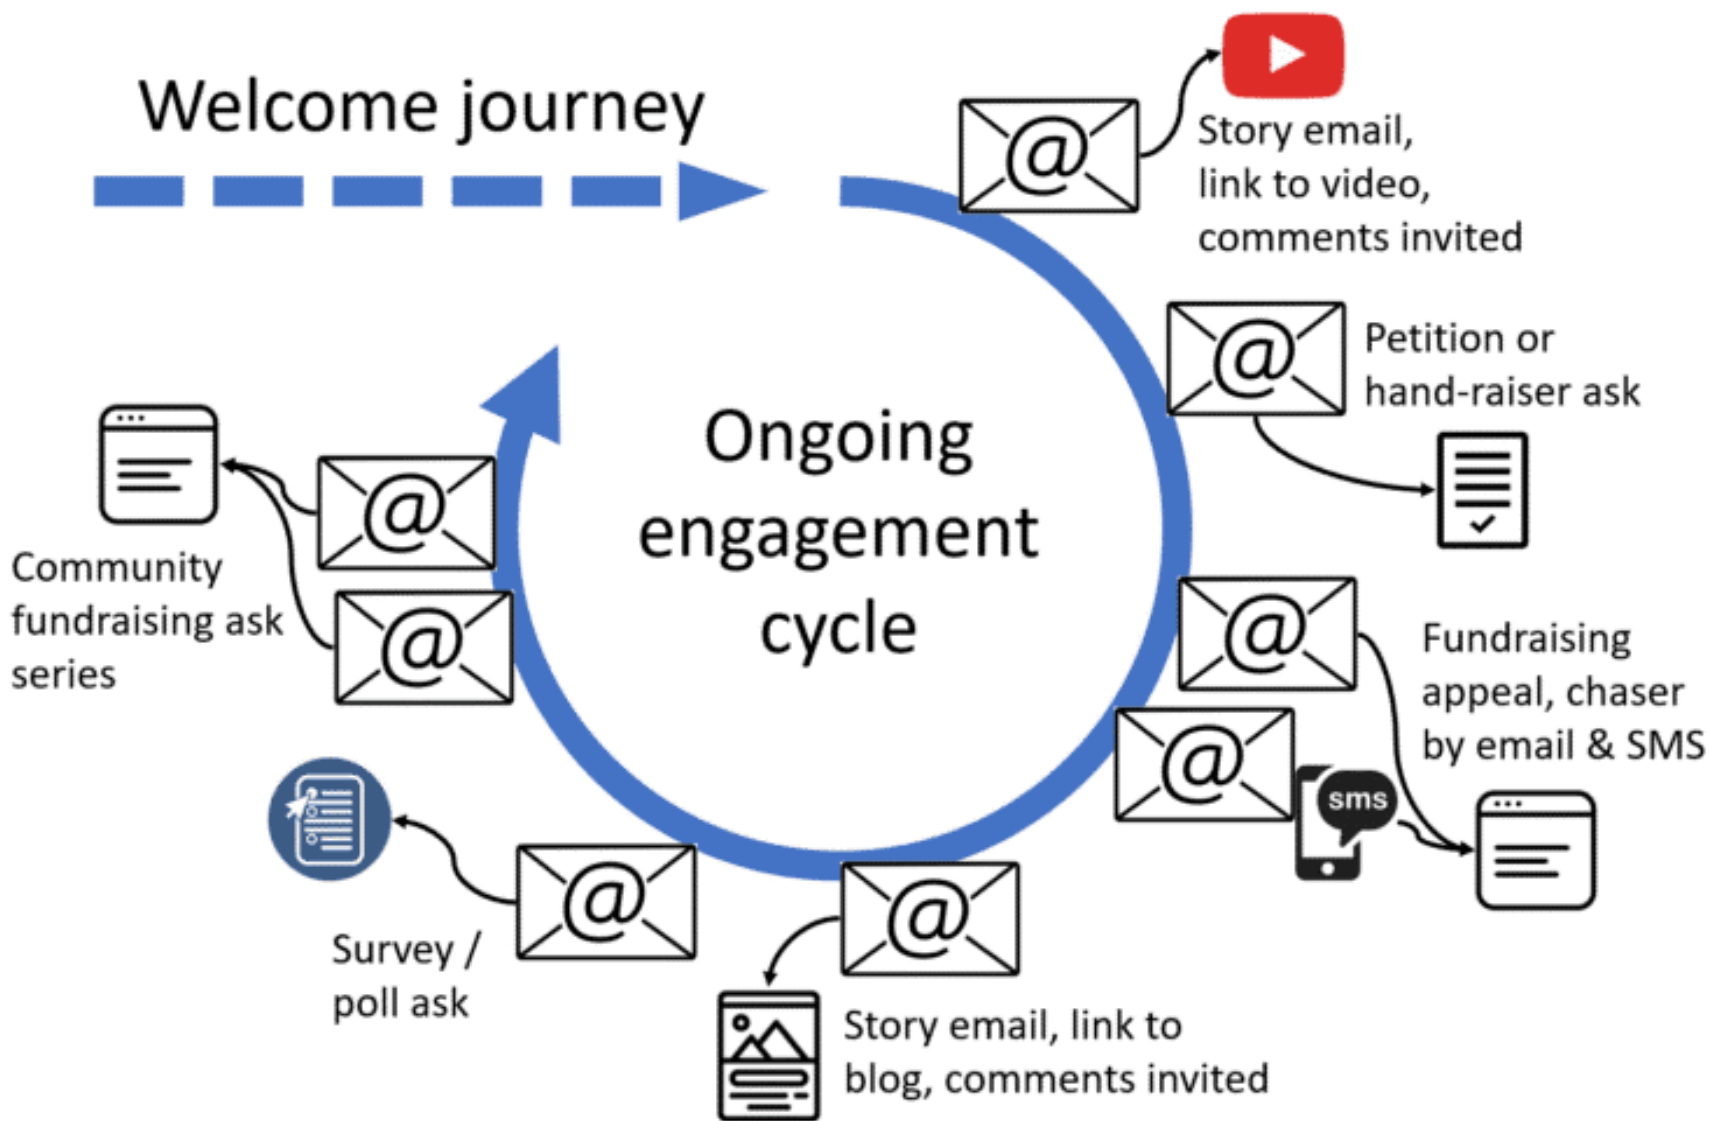 Welcome journey
Story email,
link to video,
comments invited
Petition or
hand-raiser ask
Ongoing
engagement
cycle
Community
fundraising ask
series
Fundraising
appeal, chaser
by email & SMS
sms
Survey /
poll ask
Story email, link to
blog, comments invited
@
@
@
@
@
@
@
@